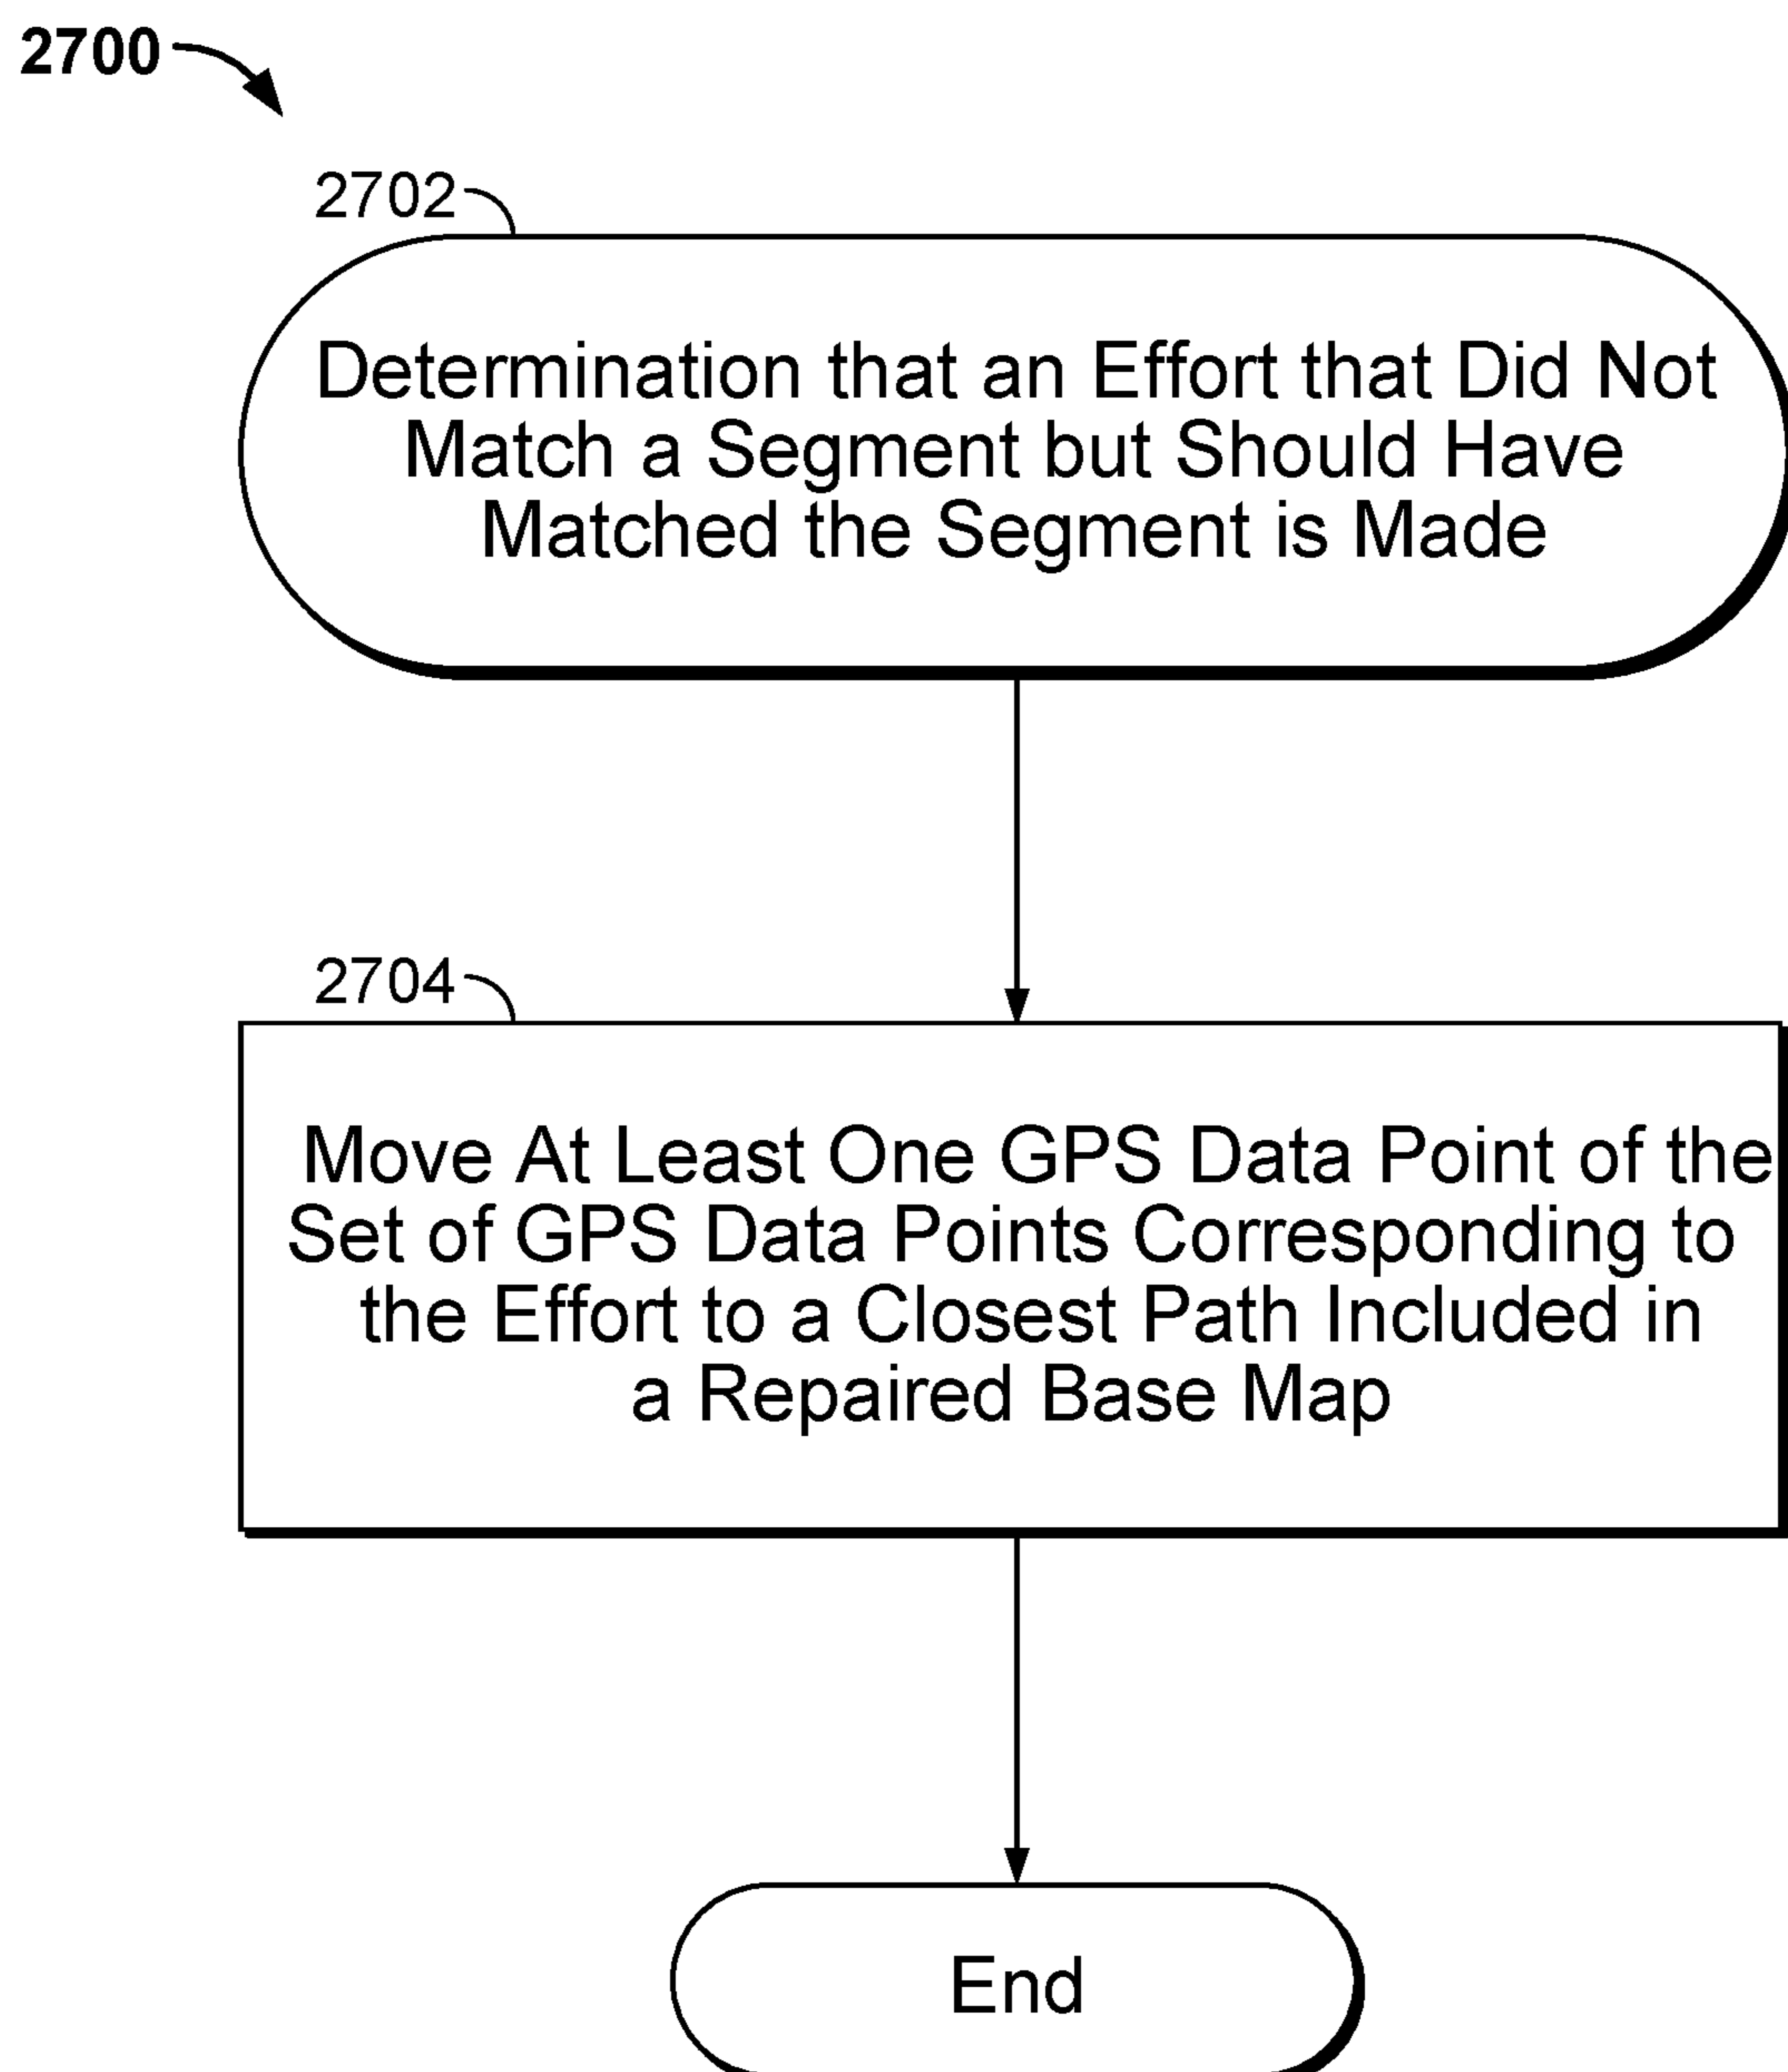 2700
2702
Determination that an Effort that Did Not
Match a Segment but Should Have
Matched the Segment is Made
2704
Move At Least One GPS Data Point of the
Set of GPS Data Points Corresponding to
the Effort to a Closest Path Included in
a Repaired Base Map
End